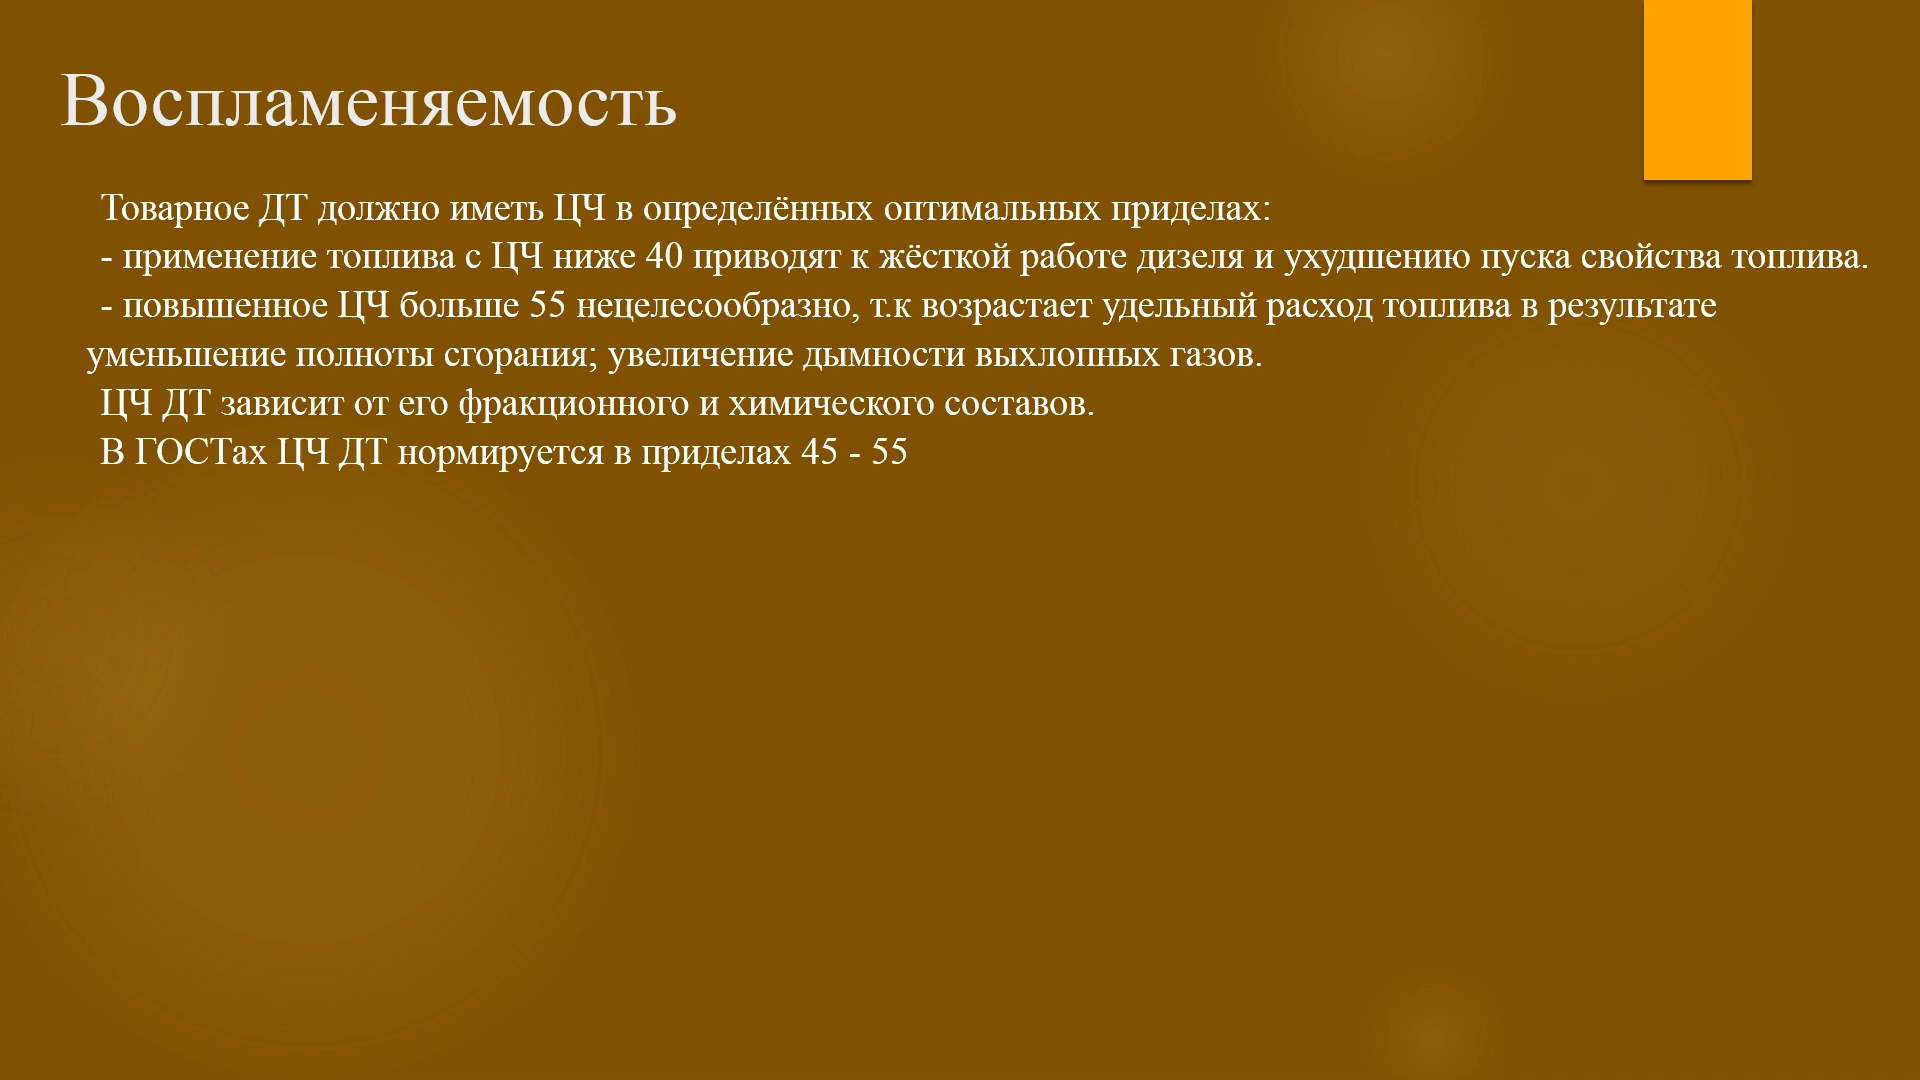 Воспламеняемость
Товарное ДТ должно иметь ЦЧ в определённых оптимальных приделах:
- применение топлива с ЦЧ ниже 40 приводят к жёсткой работе дизеля и ухудшению пуска свойства топлива.
- повышенное ЦЧ больше 55 нецелесообразно, т.к возрастает удельный расход топлива в результате
уменьшение полноты сгорания; увеличение дымности выхлопных газов.
ЦЧ ДТ зависит от его фракционного и химического составов.
В ГОСТах ЦЧ ДТ нормируется в приделах 45 - 55